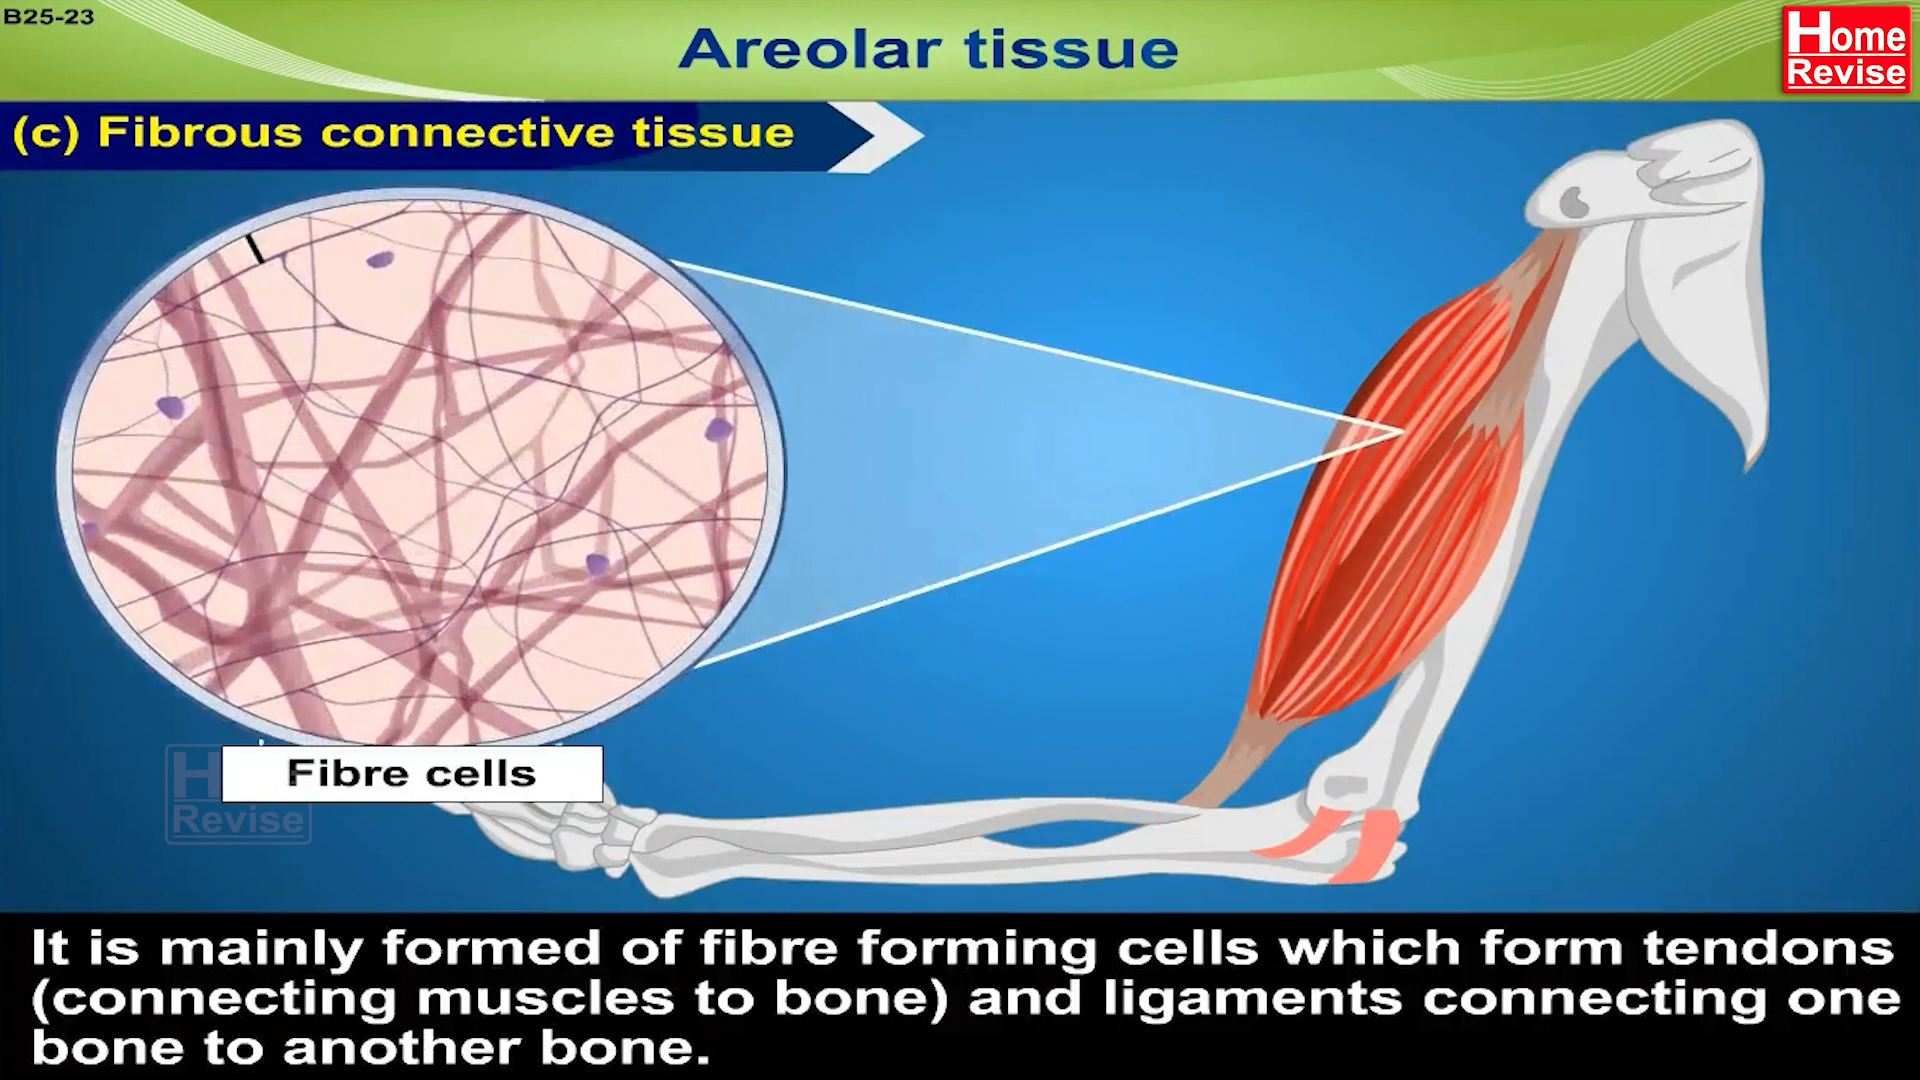 B25-23
Areolar tissue
Home
Revise
(c) Fibrous connective tissue
Fibre cells
H
Revise
It is mainly formed of fibre forming cells which form tendons
(connecting muscles to bone) and ligaments connecting one
bone to another bone.